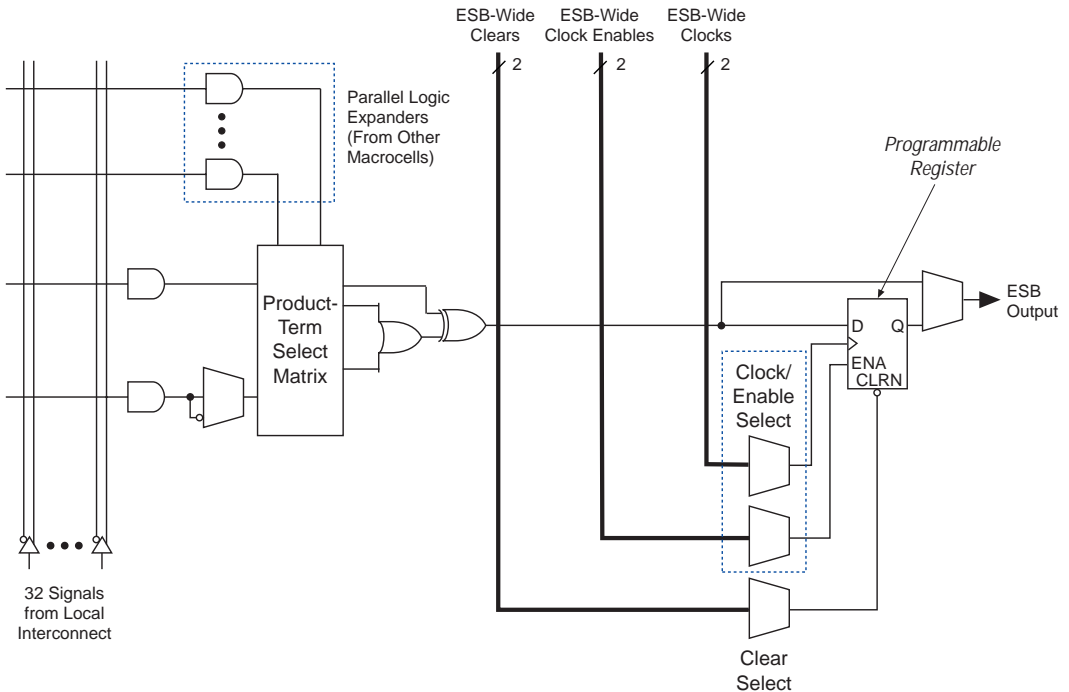 ESB-Wide
Clears
ESB-Wide
Clock Enables
ESB-Wide
Clocks
2
2
2
Parallel Logic
Expanders
(From Other
Macrocells)
Programmable
Register
Product-
Term
Select
Matrix
ESB
Output
D
Q
ENA
CLRN
Clock/
Enable
Select
32 Signals
from Local
Interconnect
Clear
Select